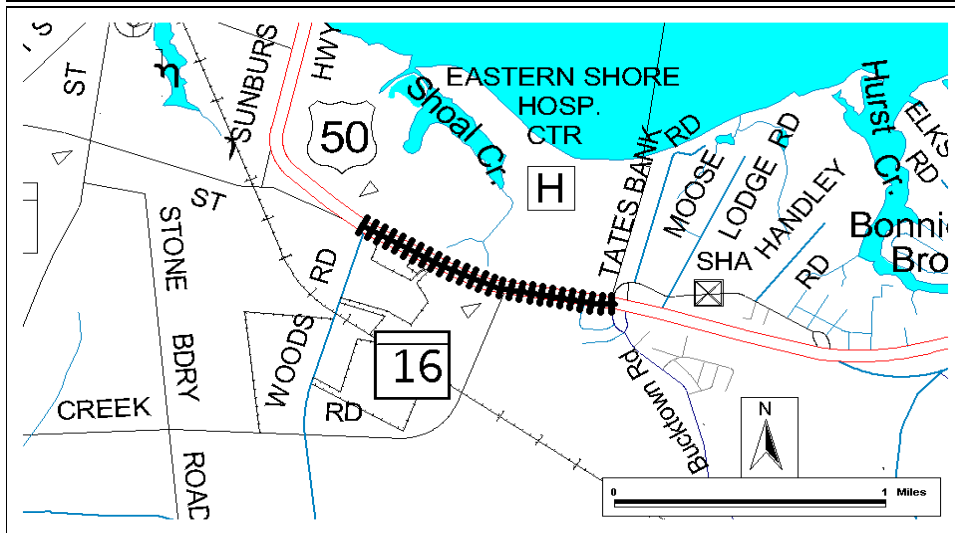 ST
SUNBURS
HWY
50
Shoal Cr.
EASTERN SHORE
HOSP.
CTR
H
TATES BANK
RD
MOOSE
LODGE
RD
HANDLEY
RD
SHA
Hurst Cr.
ELKS
RD
Bonni
Bro
ST
STONE
BDRY
ROAD
WOODS
RD
CREEK
RD
16
Bucktown Rd
N
0 1 Miles